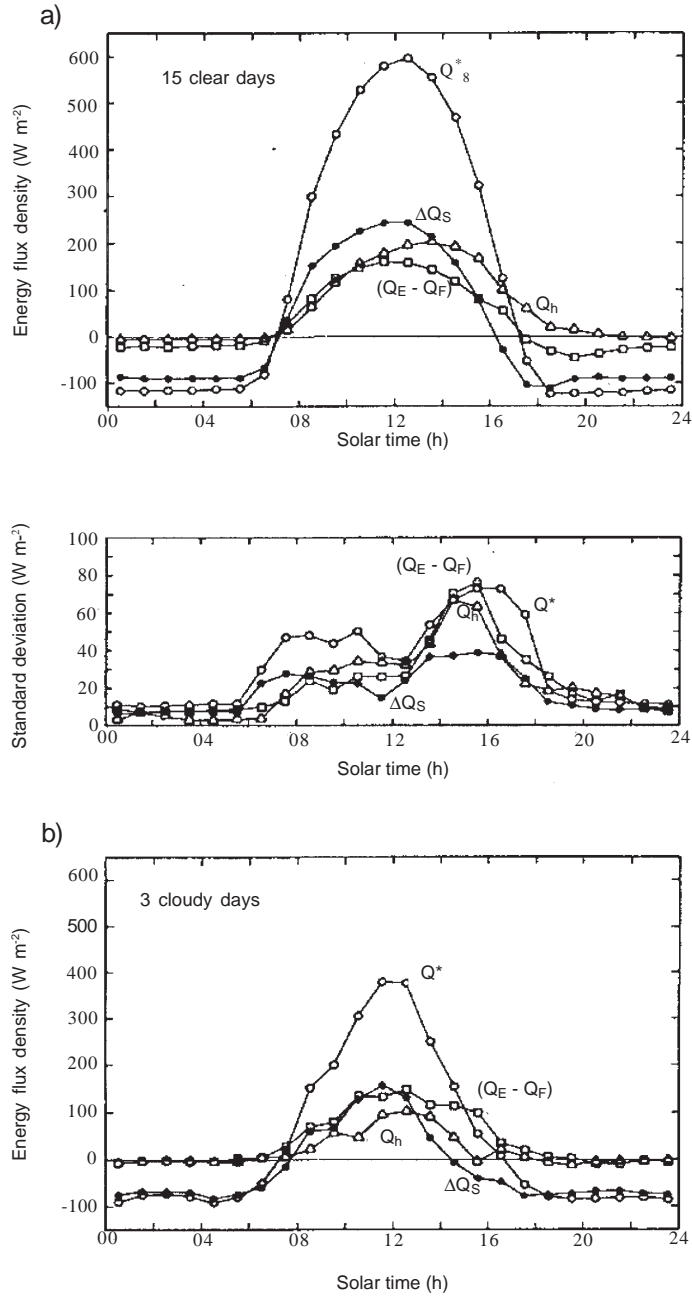 a)
600
500
400
300
200
100
0
-100
Energy flux density (W m-2)
15 clear days
Q*8
ΔQS
(QE - QF)
Qh
00 04 08 12 16 20 24
Solar time (h)
100
80
60
40
20
0
Standard deviation (W m-2)
(QE - QF)
Qh
Q*
ΔQS
00 04 08 12 16 20 24
Solar time (h)
b)
600
500
400
300
200
100
0
-100
Energy flux density (W m-2)
3 cloudy days
Q*
(QE - QF)
Qh
ΔQS
00 04 08 12 16 20 24
Solar time (h)